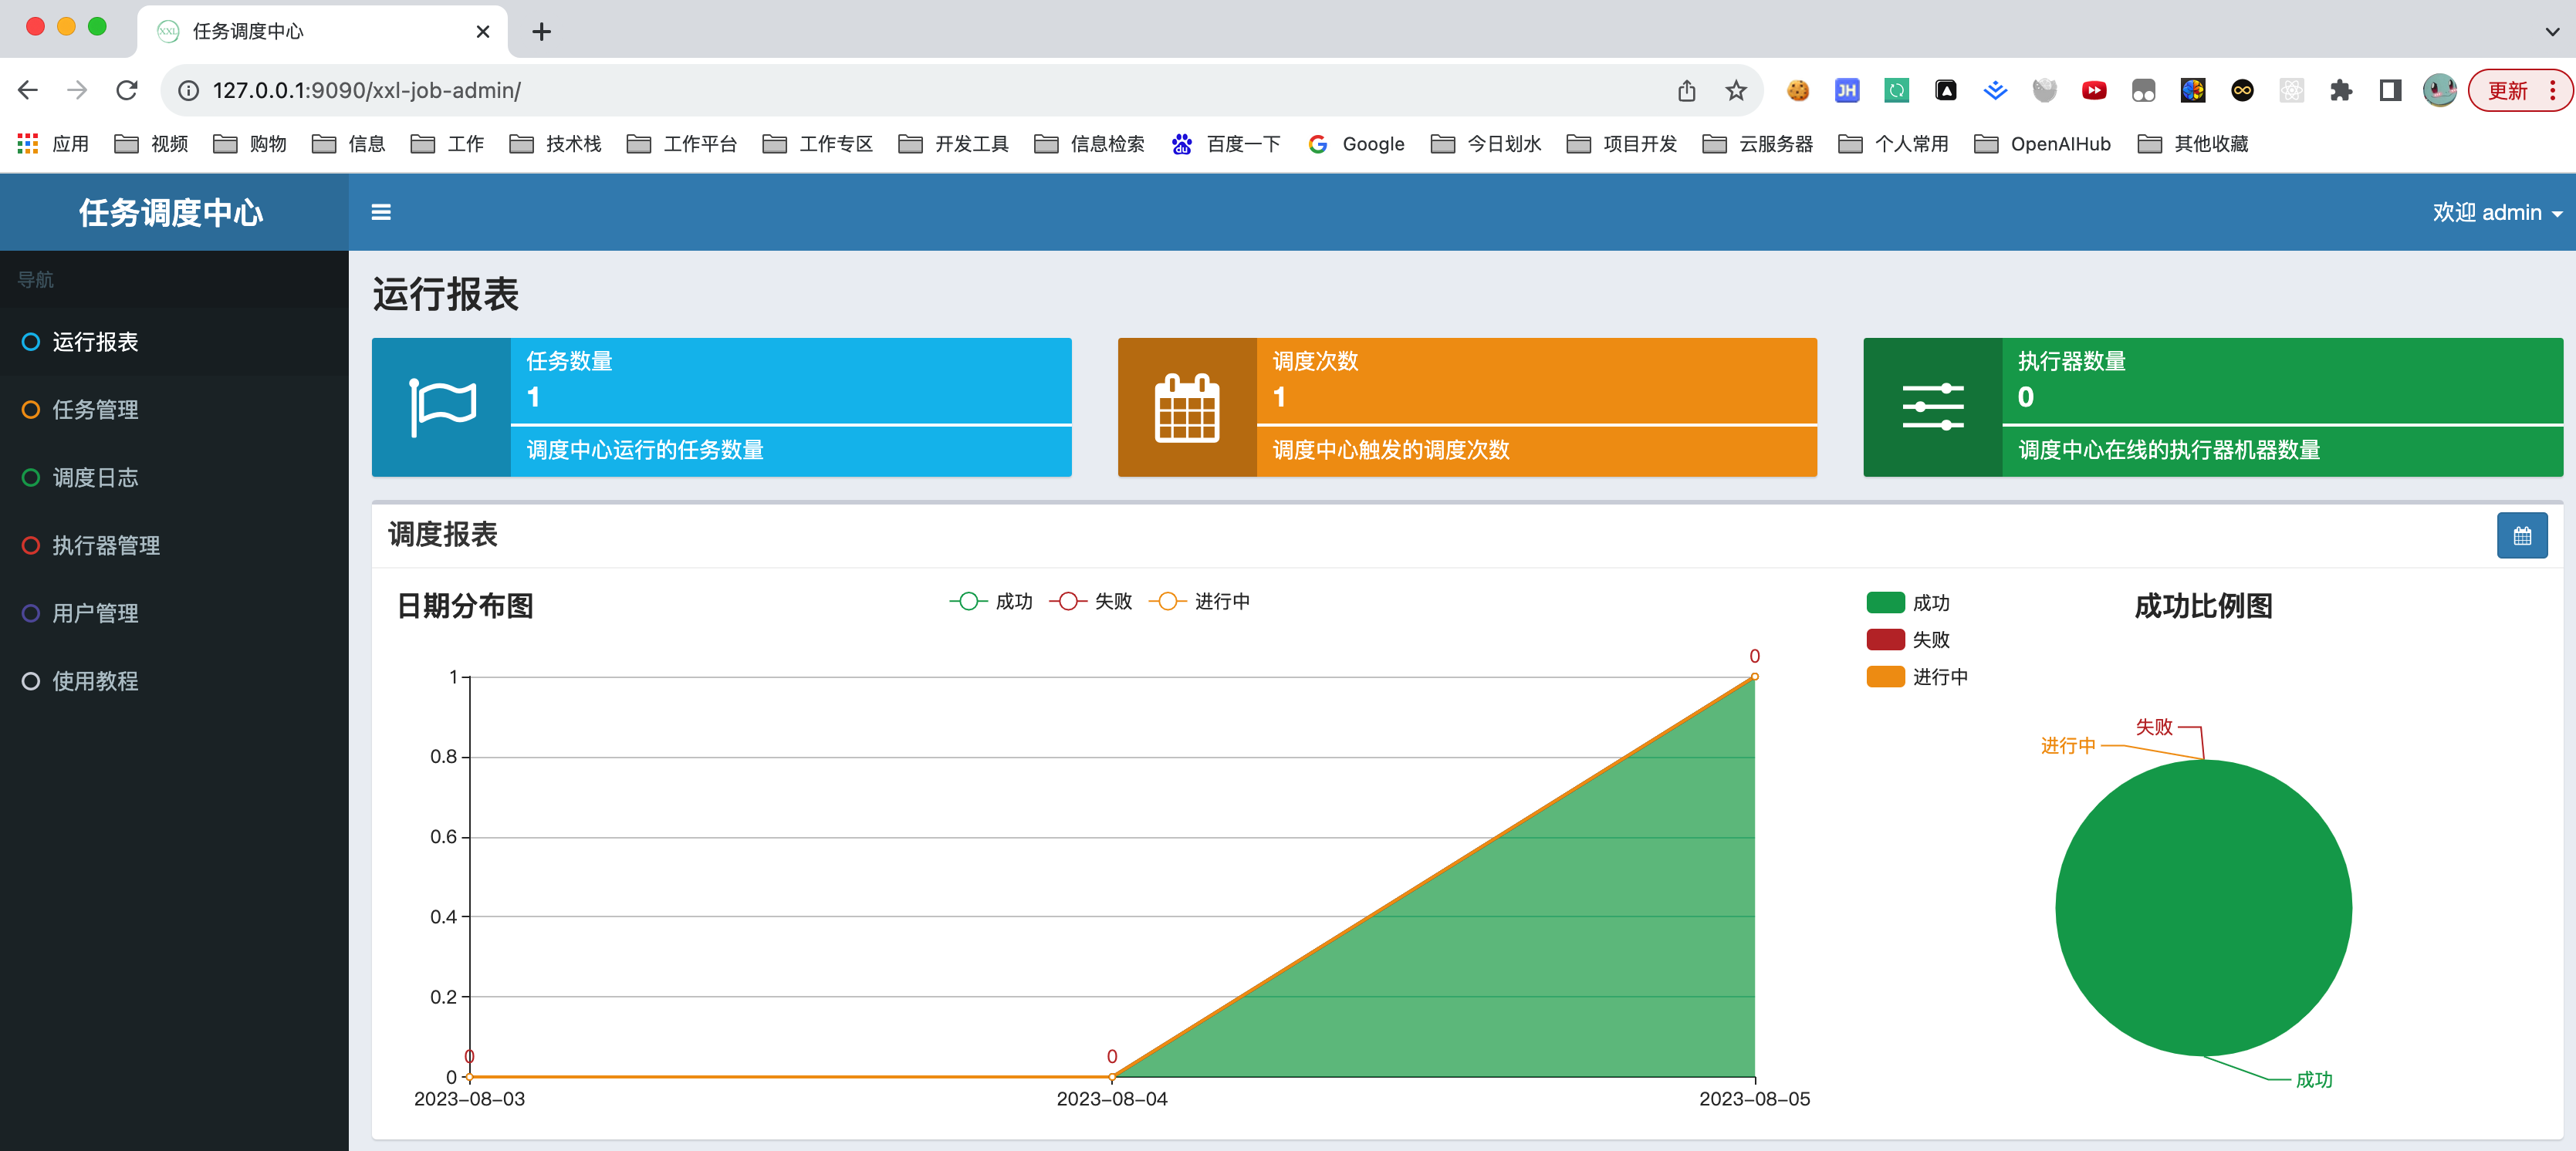 任务调度中心
127.0.0.1:9090/xxl-job-admin/
JH
更新
应用 视频 购物 信息 工作 技术栈 工作平台 工作专区 开发工具 信息检索 百度一下 Google 今日划水 项目开发 云服务器 个人常用 OpenAIHub 其他收藏
任务调度中心
欢迎 admin
导航
运行报表
任务管理
调度日志
执行器管理
用户管理
使用教程
运行报表
任务数量
1
调度中心运行的任务数量
调度次数
1
调度中心触发的调度次数
执行器数量
0
调度中心在线的执行器机器数量
调度报表
日期分布图
成功 失败 进行中
1
0.8
0.6
0.4
0.2
0
0 0 0
2023-08-03 2023-08-04 2023-08-05
成功
失败
进行中
成功比例图
失败
进行中
成功